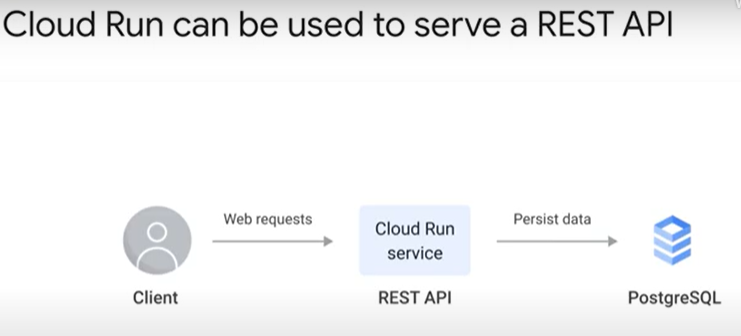 Cloud Run can be used to serve a REST API
Web requests
Persist data
Cloud Run
service
Client
REST API
PostgreSQL